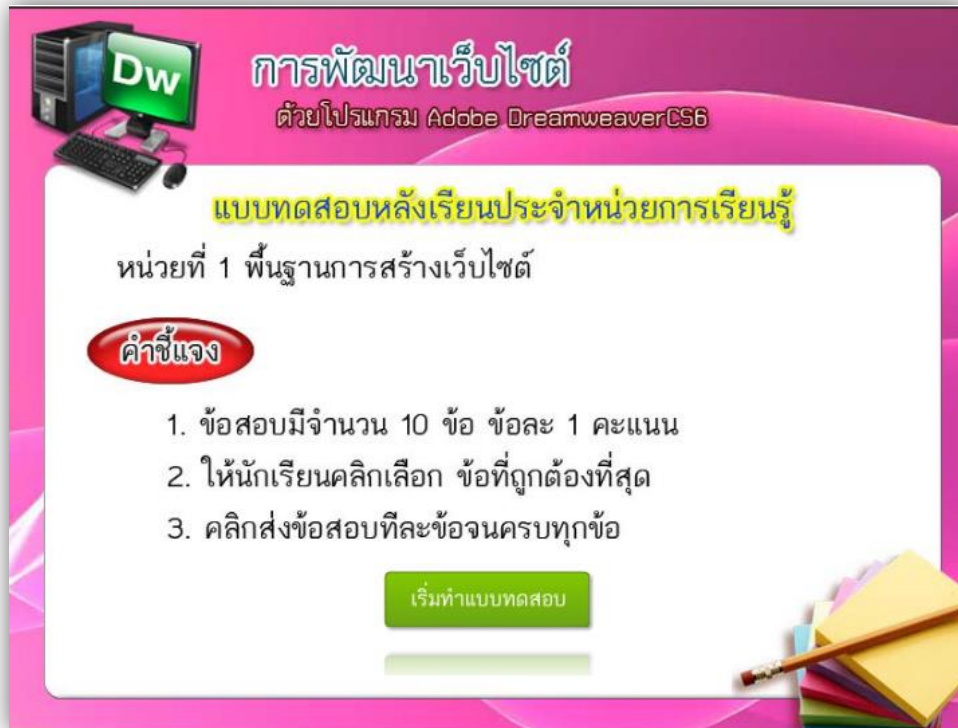 Dw
การพัฒนาเว็บไซต์
ด้วยโปรแกรม Adobe DreamweaverCS6
แบบทดสอบหลังเรียนประจำหน่วยการเรียนรู้
หน่วยที่ 1 พื้นฐานการสร้างเว็บไซต์
คำชี้แจง
1. ข้อสอบมีจำนวน 10 ข้อ ข้อละ 1 คะแนน
2. ให้นักเรียนคลิกเลือก ข้อที่ถูกต้องที่สุด
3. คลิกส่งข้อสอบทีละข้อจนครบทุกข้อ
เริ่มทำแบบทดสอบ